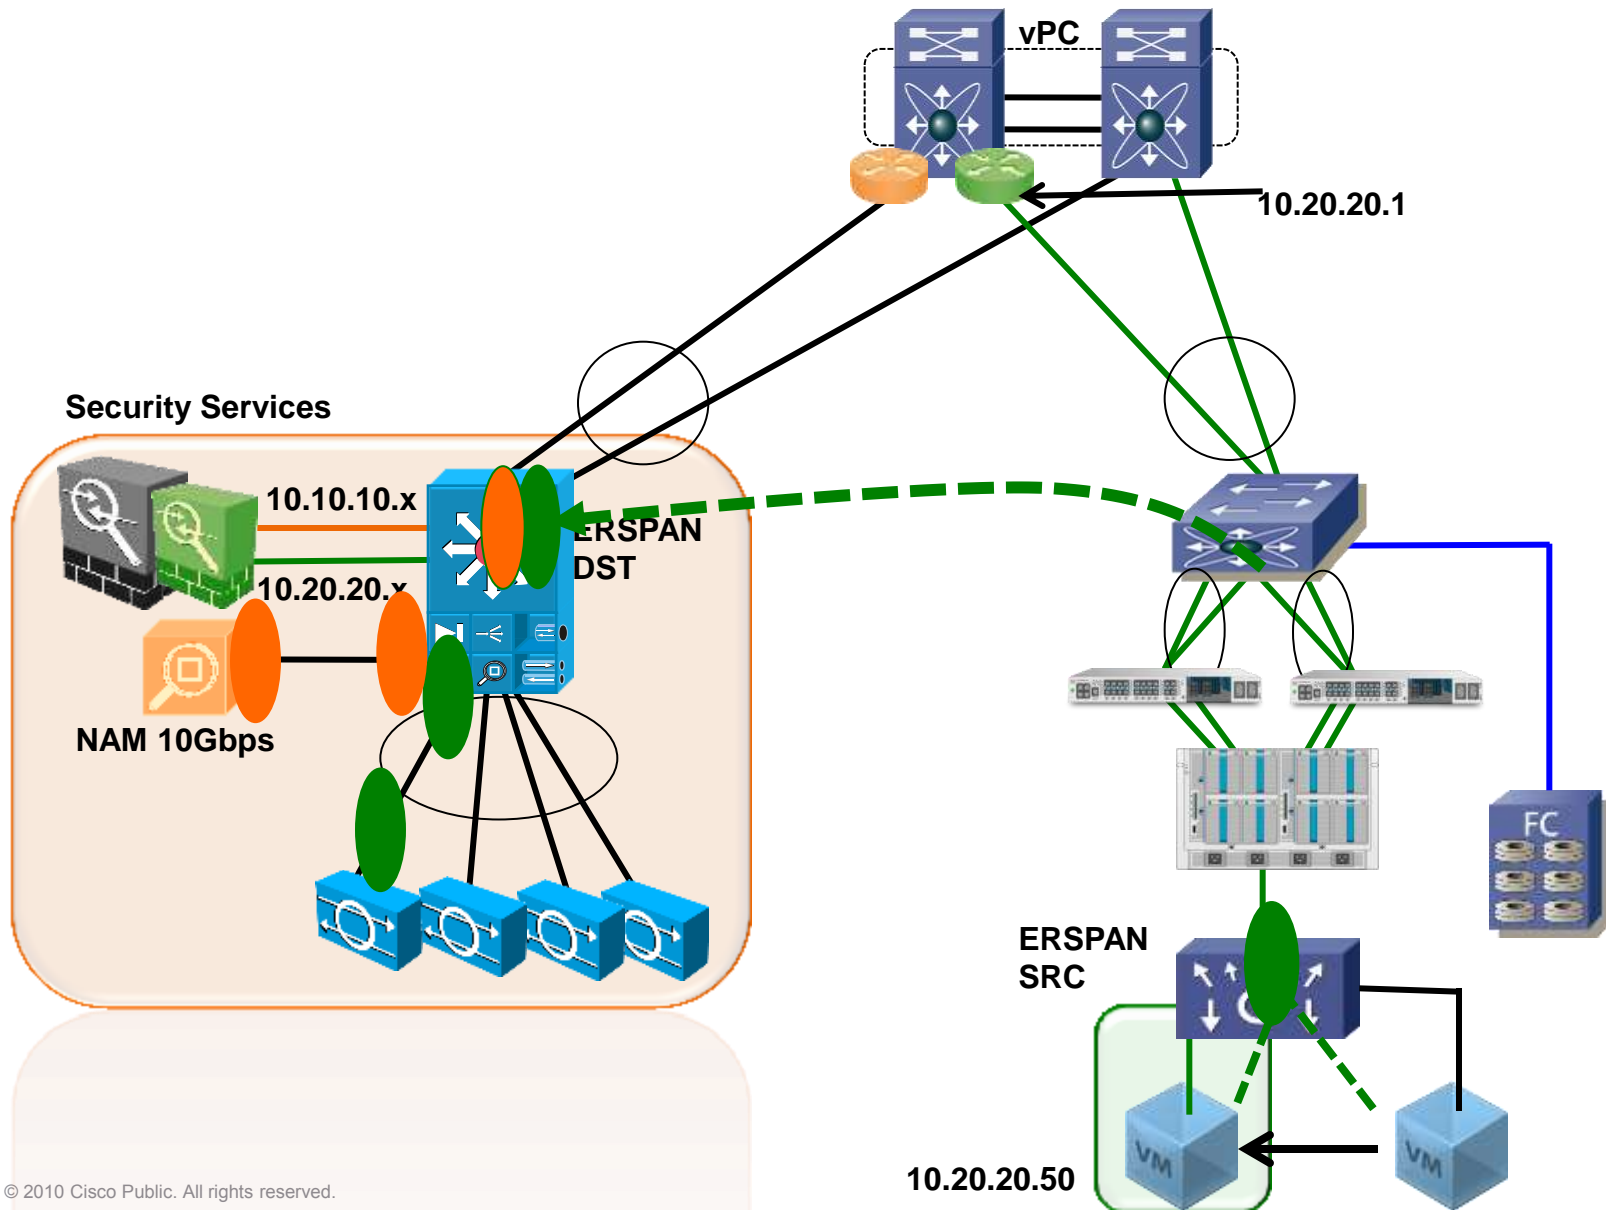 vPC
10.20.20.1
Security Services
10.10.10.x
ERSPAN
DST
10.20.20.x
NAM 10Gbps
FC
ERSPAN
SRC
VM
VM
10.20.20.50
© 2010 Cisco Public. All rights reserved.